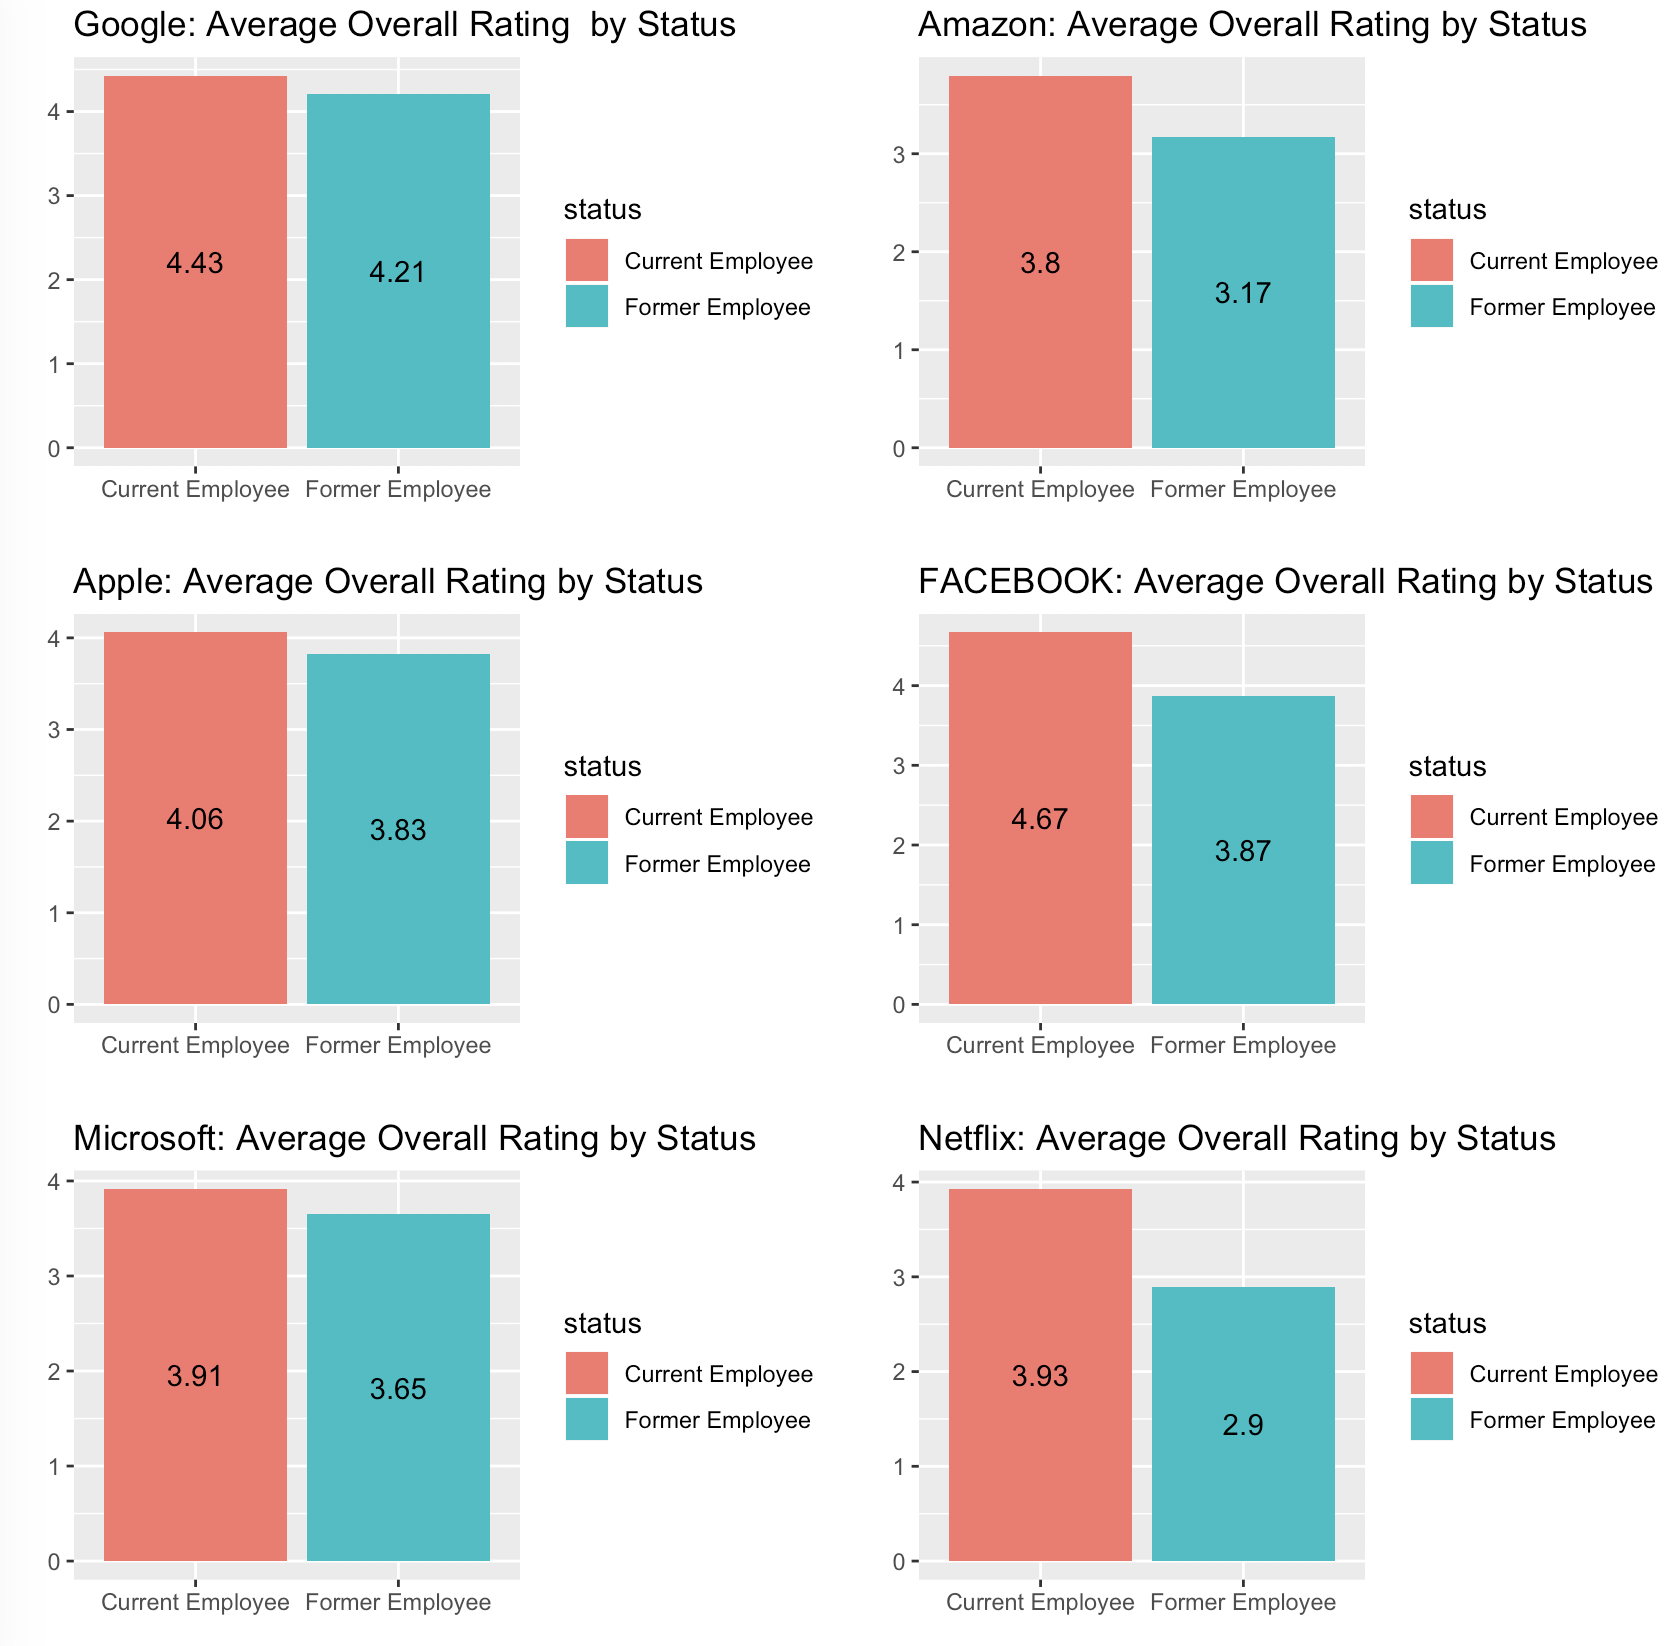 Google: Average Overall Rating  by Status
4
3
2
1
0
4.43
4.21
Current Employee
Former Employee
status
Current Employee
Former Employee
Amazon: Average Overall Rating by Status
3
2
1
0
3.8
3.17
Current Employee
Former Employee
status
Current Employee
Former Employee
Apple: Average Overall Rating by Status
4
3
2
1
0
4.06
3.83
Current Employee
Former Employee
status
Current Employee
Former Employee
FACEBOOK: Average Overall Rating by Status
4
3
2
1
0
4.67
3.87
Current Employee
Former Employee
status
Current Employee
Former Employee
Microsoft: Average Overall Rating by Status
4
3
2
1
0
3.91
3.65
Current Employee
Former Employee
status
Current Employee
Former Employee
Netflix: Average Overall Rating by Status
4
3
2
1
0
3.93
2.9
Current Employee
Former Employee
status
Current Employee
Former Employee